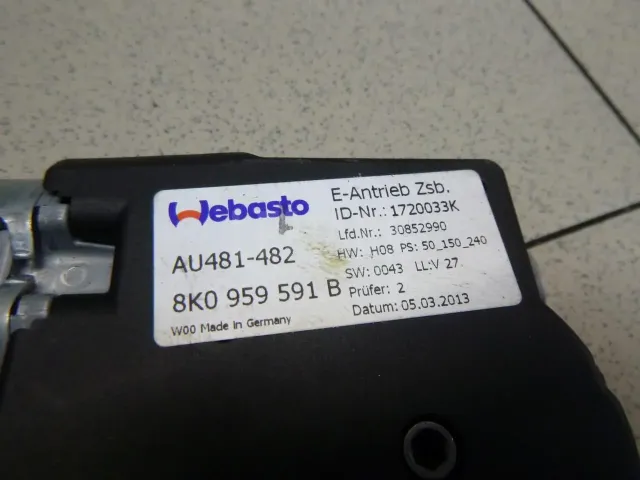 Webasto
AU481-482
8K0 959 591 B
W00 Made in Germany
E-Antrieb Zsb.
ID-Nr.:1720033K
Lfd.Nr.: 30852990
HW: H08 PS: 50_150_240
SW: 0043 LL:V 27
Prüfer: 2
Datum: 05.03.2013